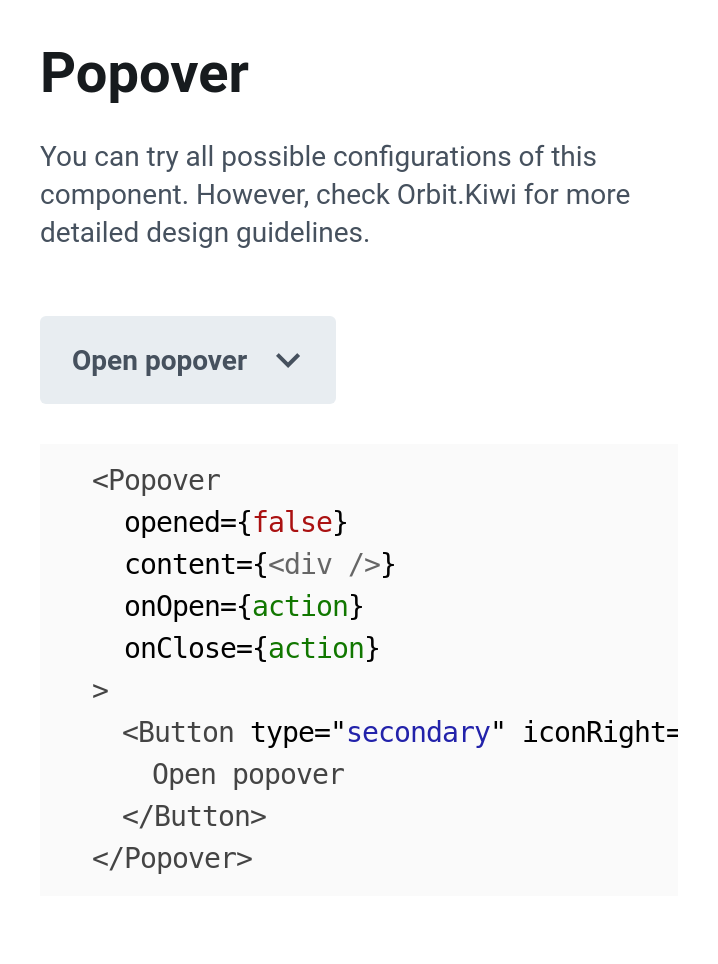 Popover
You can try all possible configurations of this
component. However, check Orbit.Kiwi for more
detailed design guidelines.
Open popover
<Popover
  opened={false}
  content={<div />}
  onOpen={action}
  onClose={action}
>
  <Button type="secondary" iconRight=
    Open popover
  </Button>
</Popover>